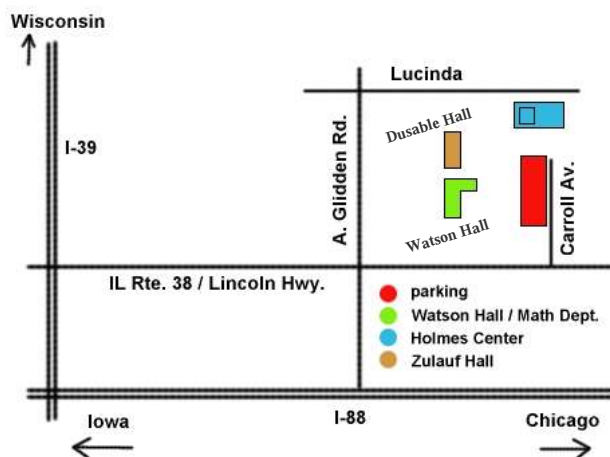 Wisconsin
Lucinda
Dusable Hall
I-39
A. Glidden Rd.
Carroll Av.
Watson Hall
IL Rte. 38 / Lincoln Hwy.
parking
Watson Hall / Math Dept.
Holmes Center
Zulauf Hall
Iowa
I-88
Chicago